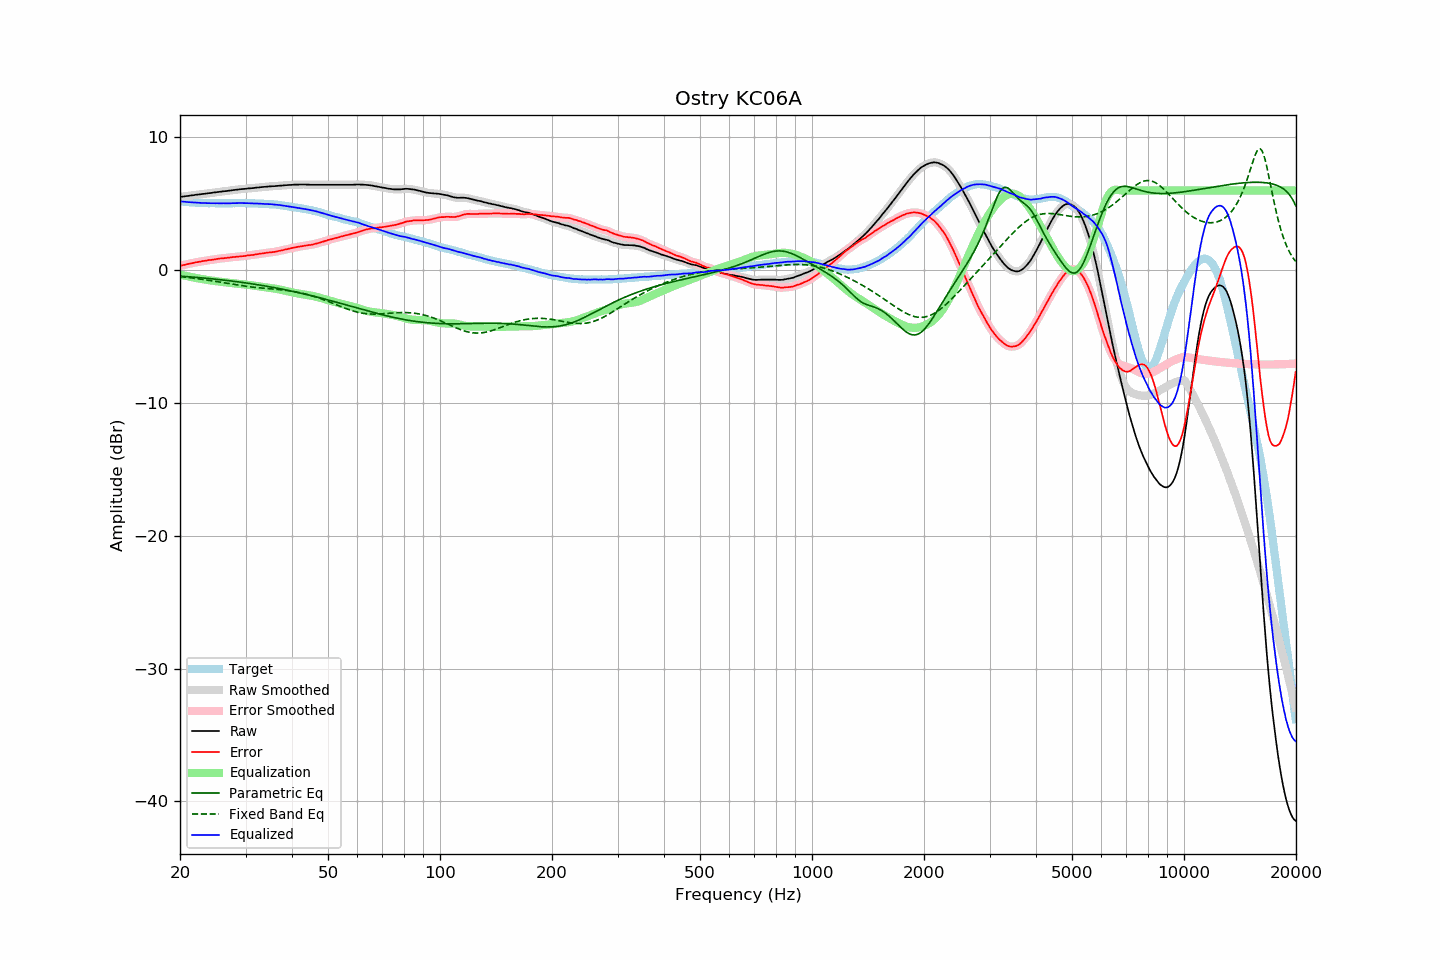 Ostry KC06A
10
0
−10
−20
−30
−40
Amplitude (dBr)
Target
Raw Smoothed
Error Smoothed
Raw
Error
Equalization
Parametric Eq
Fixed Band Eq
Equalized
20 50 100 200 500 1000 2000 5000 10000 20000
Frequency (Hz)